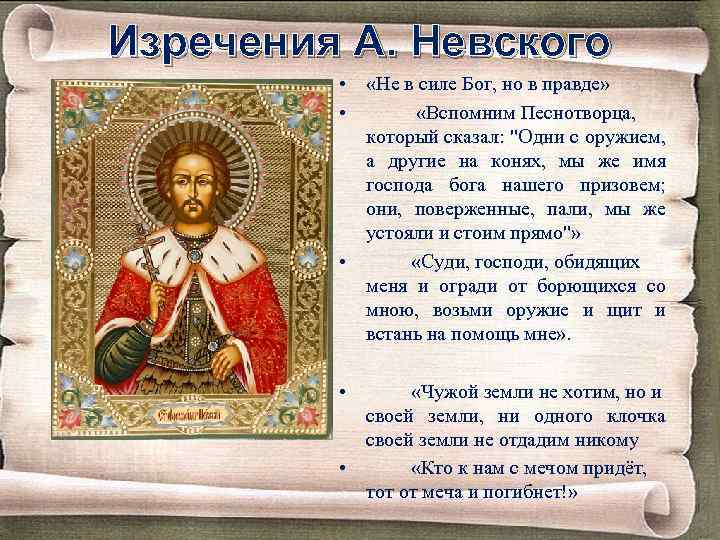 Изречения А. Невского
• «Не в силе Бог, но в правде»
• «Вспомним Песнотворца,
который сказал: "Одни с оружием,
а другие на конях, мы же имя
господа бога нашего призовем;
они, поверженные, пали, мы же
устояли и стоим прямо"»
• «Суди, господи, обидящих
меня и огради от борющихся со
мною, возьми оружие и щит и
встань на помощь мне».
• «Чужой земли не хотим, но и
своей земли, ни одного клочка
своей земли не отдадим никому
• «Кто к нам с мечом придёт,
тот от меча и погибнет!»